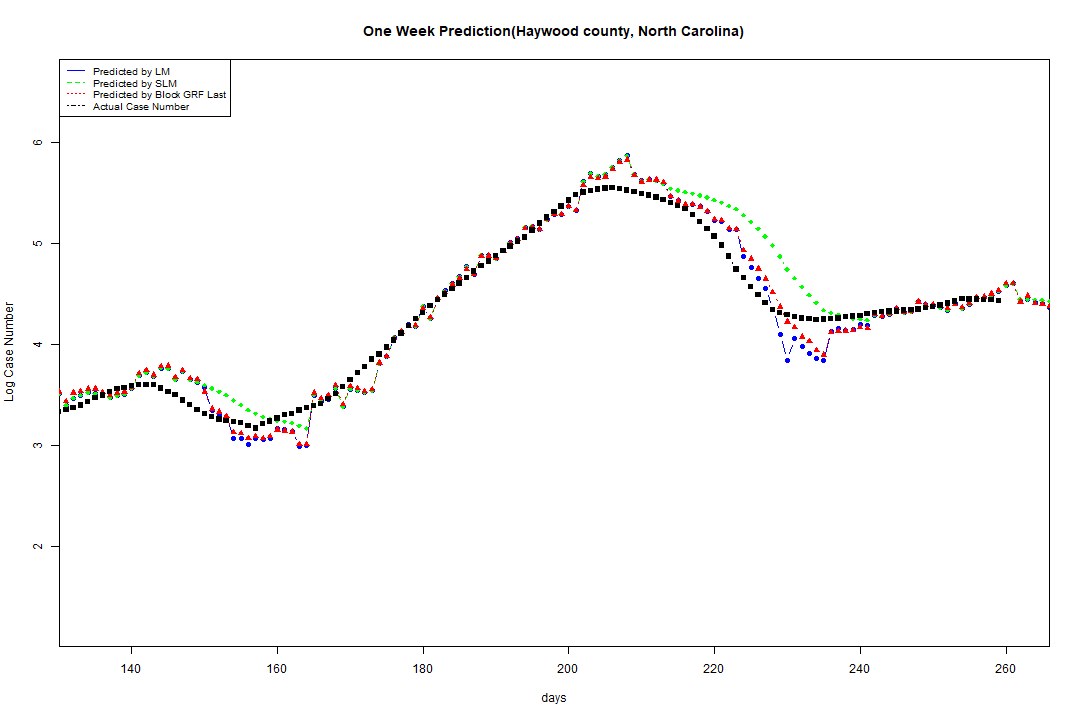 One Week Prediction(Haywood county, North Carolina)
Predicted by LM
Predicted by SLM
Predicted by Block GRF Last
Actual Case Number
6
5
4
3
2
Log Case Number
140 160 180 200 220 240 260
days